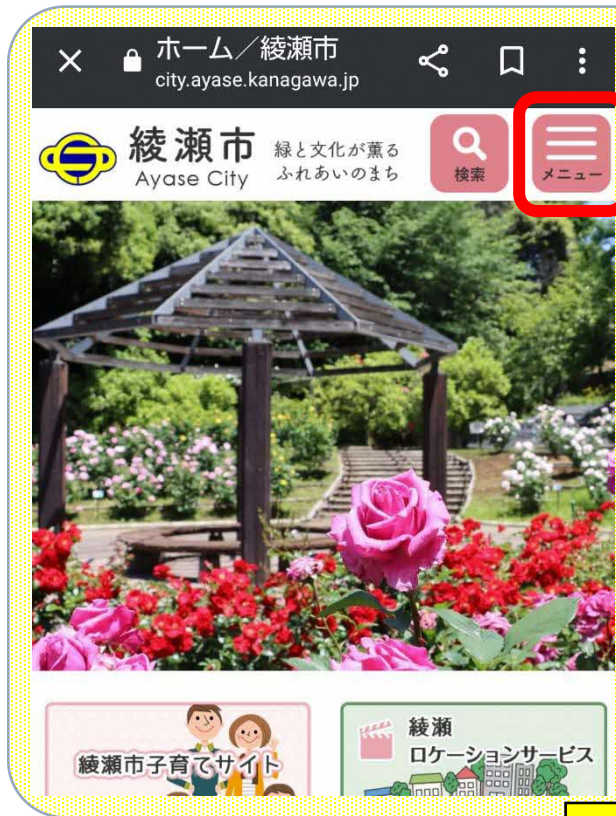 ホーム／綾瀬市
city.ayase.kanagawa.jp
綾瀬市
Ayase City
緑と文化が薫る
ふれあいのまち
検索
メニュー
綾瀬市子育てサイト
綾瀬
ロケーションサービス